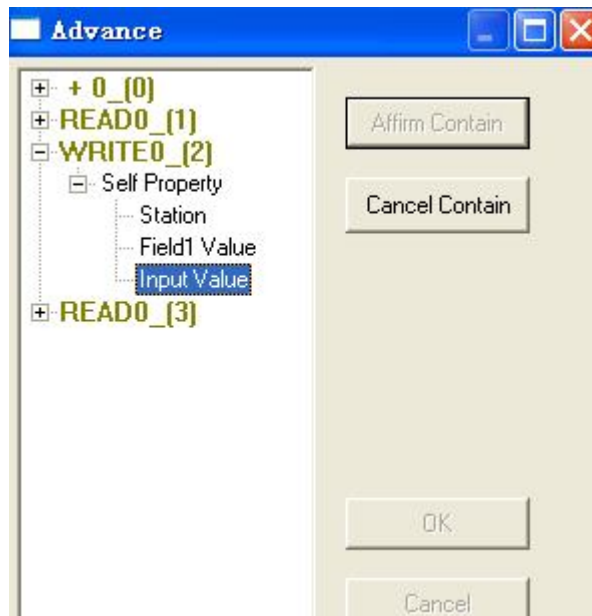 Advance
+ 0_(0)
READ0_(1)
WRITE0_(2)
Self Property
Station
Field1 Value
Input Value
READ0_(3)
Affirm Contain
Cancel Contain
OK
Cancel